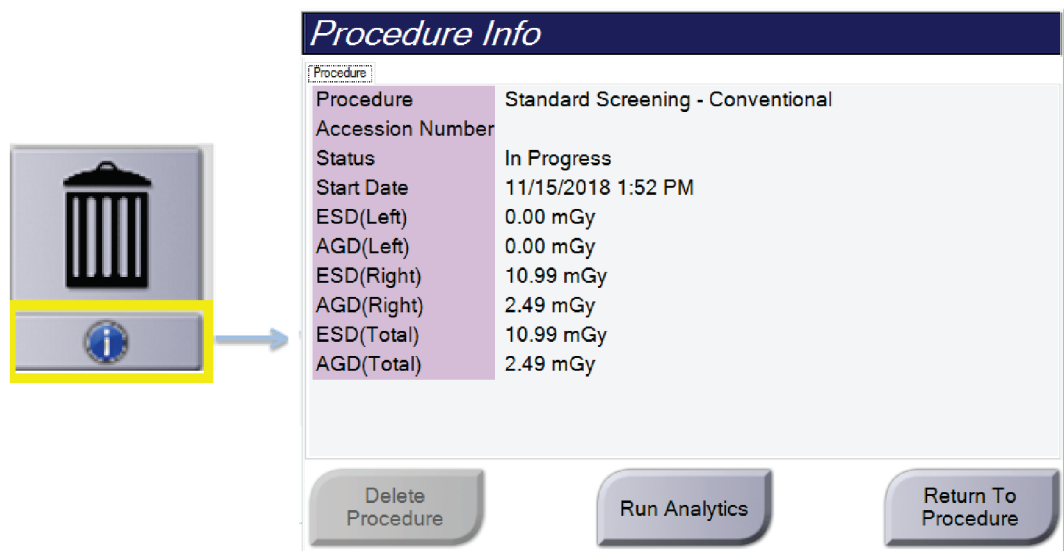 Procedure Info
Procedure
Procedure Standard Screening - Conventional
Accession Number
Status In Progress
Start Date 11/15/2018 1:52 PM
ESD(Left) 0.00 mGy
AGD(Left) 0.00 mGy
ESD(Right) 10.99 mGy
AGD(Right) 2.49 mGy
ESD(Total) 10.99 mGy
AGD(Total) 2.49 mGy
Delete
Procedure
Run Analytics
Return To
Procedure